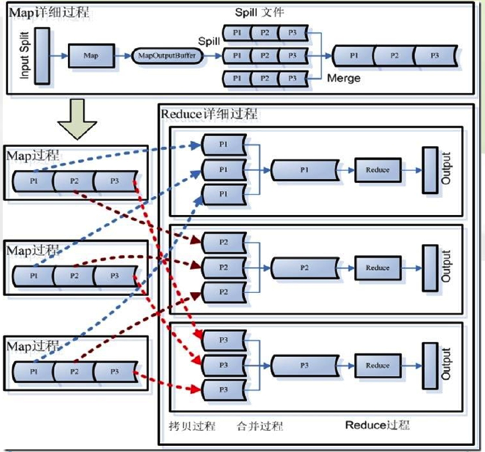 Map详细过程
Spill 文件
P1 P2 P3
Input Split
Map
MapOutputBuffer
Spill
P1 P2 P3
P1 P2 P3
P1 P2 P3
Merge
Reduce详细过程
Map过程
P1 P2 P3
P1
P1
P1
P1
Reduce
Output
Map过程
P1 P2 P3
P2
P2
P2
P2
Reduce
Output
Map过程
P1 P2 P3
P3
P3
P3
P3
Reduce
Output
拷贝过程 合并过程 Reduce过程